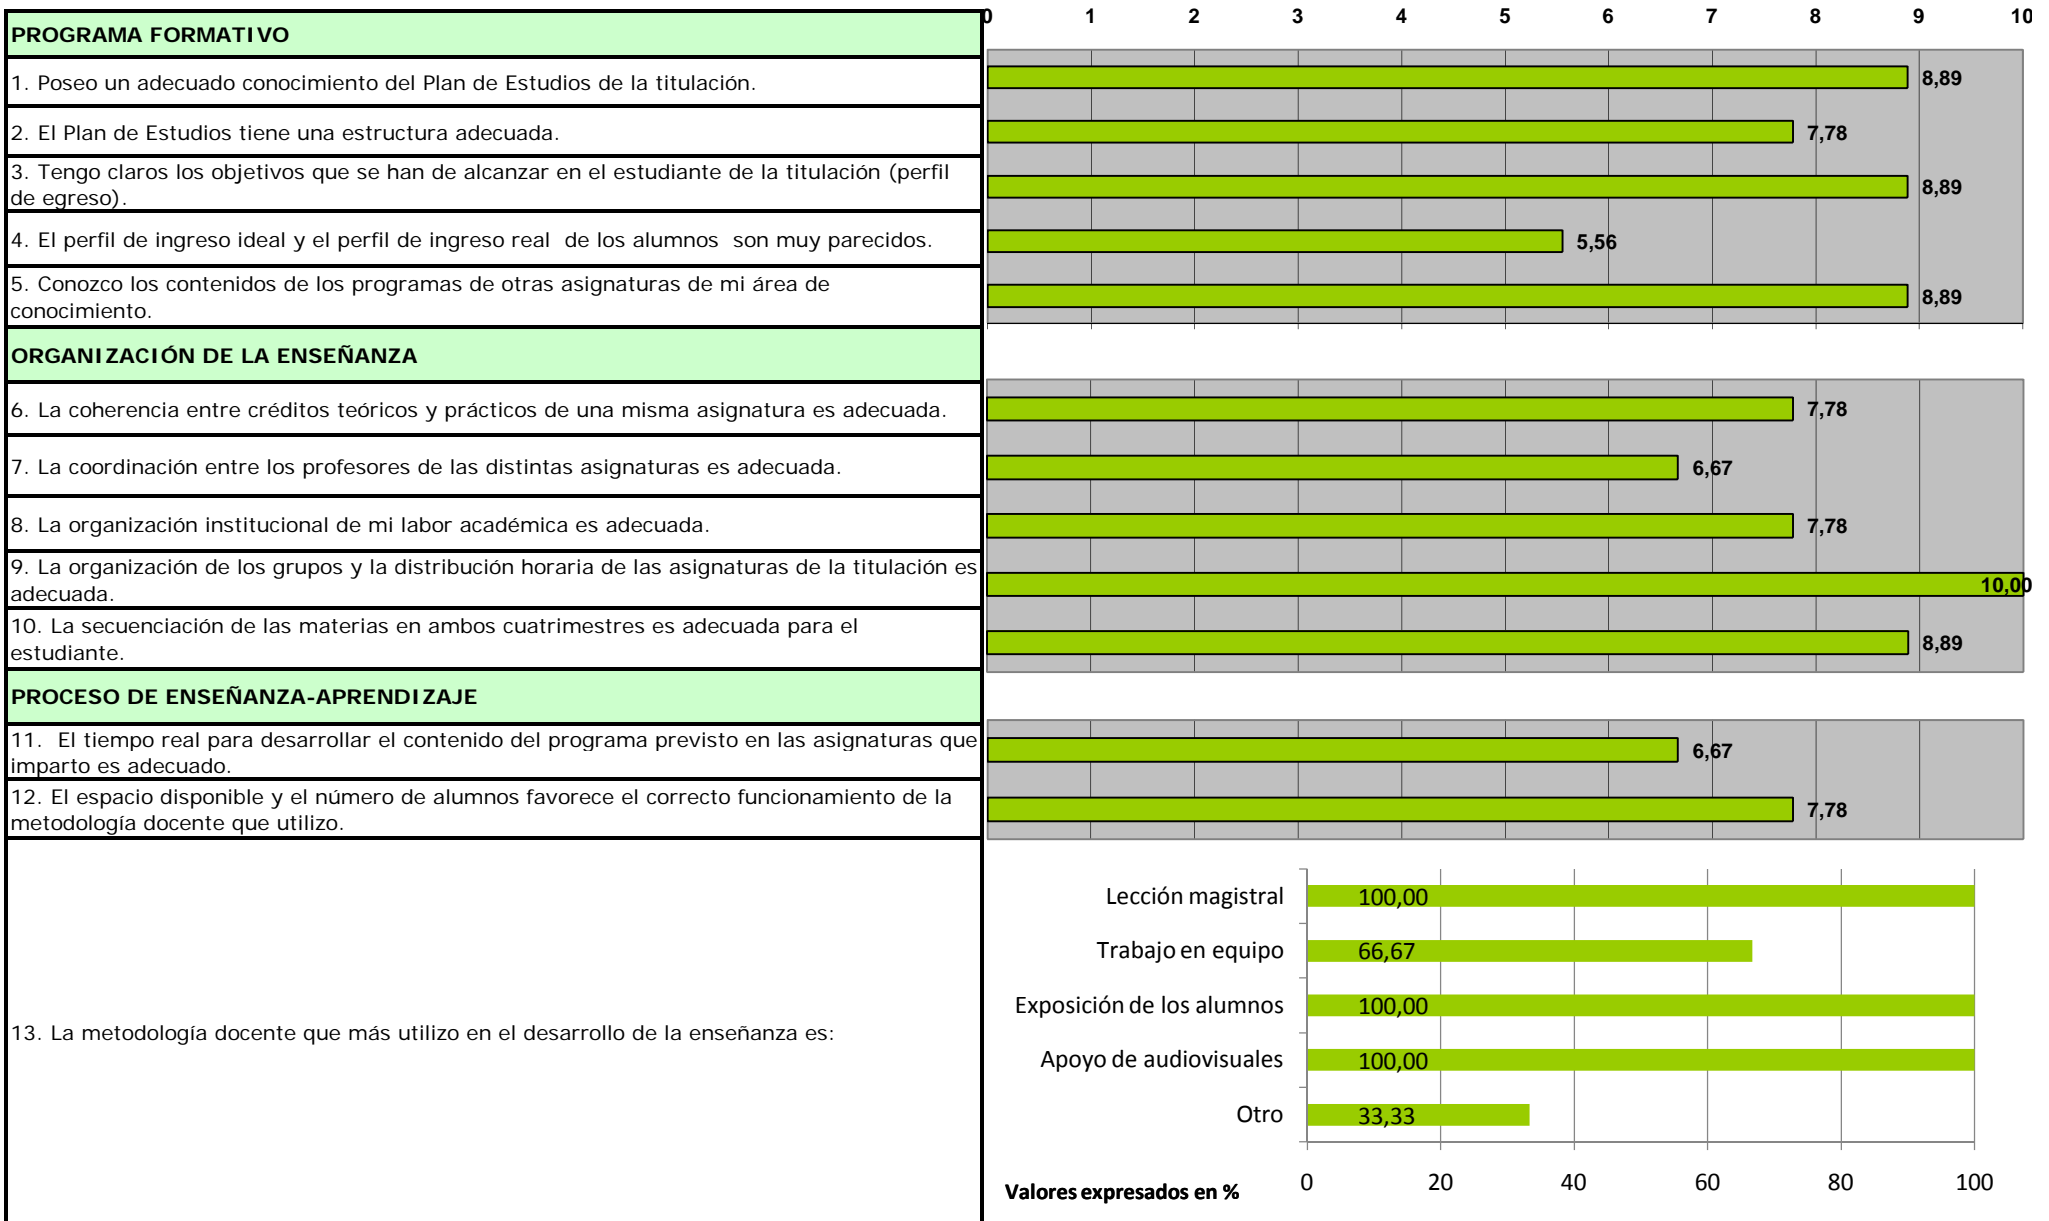 0 1 2 3 4 5 6 7 8 9 10
PROGRAMA FORMATIVO
1. Poseo un adecuado conocimiento del Plan de Estudios de la titulación.
8,89
2. El Plan de Estudios tiene una estructura adecuada.
7,78
3. Tengo claros los objetivos que se han de alcanzar en el estudiante de la titulación (perfil
de egreso).
8,89
4. El perfil de ingreso ideal y el perfil de ingreso real de los alumnos son muy parecidos.
5,56
5. Conozco los contenidos de los programas de otras asignaturas de mi área de
conocimiento.
8,89
ORGANIZACIÓN DE LA ENSEÑANZA
6. La coherencia entre créditos teóricos y prácticos de una misma asignatura es adecuada.
7,78
7. La coordinación entre los profesores de las distintas asignaturas es adecuada.
6,67
8. La organización institucional de mi labor académica es adecuada.
7,78
9. La organización de los grupos y la distribución horaria de las asignaturas de la titulación es
adecuada.
10,00
10. La secuenciación de las materias en ambos cuatrimestres es adecuada para el
estudiante.
8,89
PROCESO DE ENSEÑANZA-APRENDIZAJE
11. El tiempo real para desarrollar el contenido del programa previsto en las asignaturas que
imparto es adecuado.
6,67
12. El espacio disponible y el número de alumnos favorece el correcto funcionamiento de la
metodología docente que utilizo.
7,78
13. La metodología docente que más utilizo en el desarrollo de la enseñanza es:
Lección magistral 100,00
Trabajo en equipo 66,67
Exposición de los alumnos 100,00
Apoyo de audiovisuales 100,00
Otro 33,33
0 20 40 60 80 100
Valores expresados en %